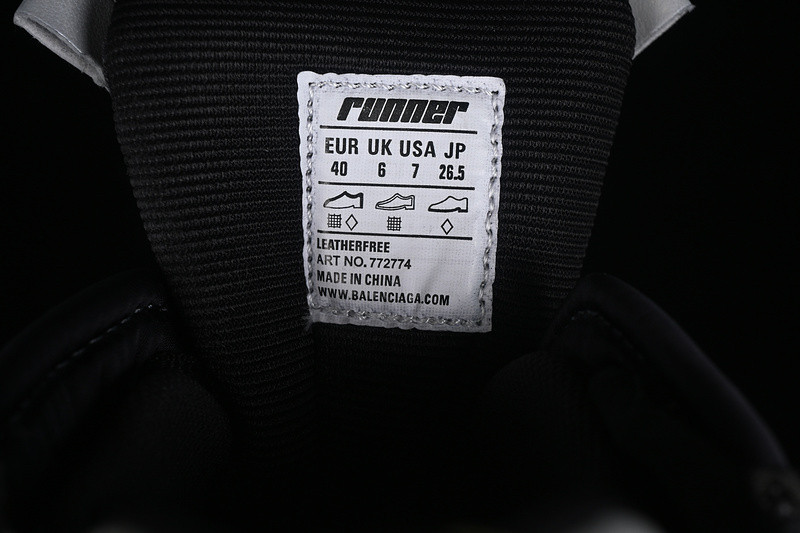 runner
EUR UK USA JP
40 6 7 26.5
LEATHERFREE
ART NO. 772774
MADE IN CHINA
WWW.BALENCIAGA.COM